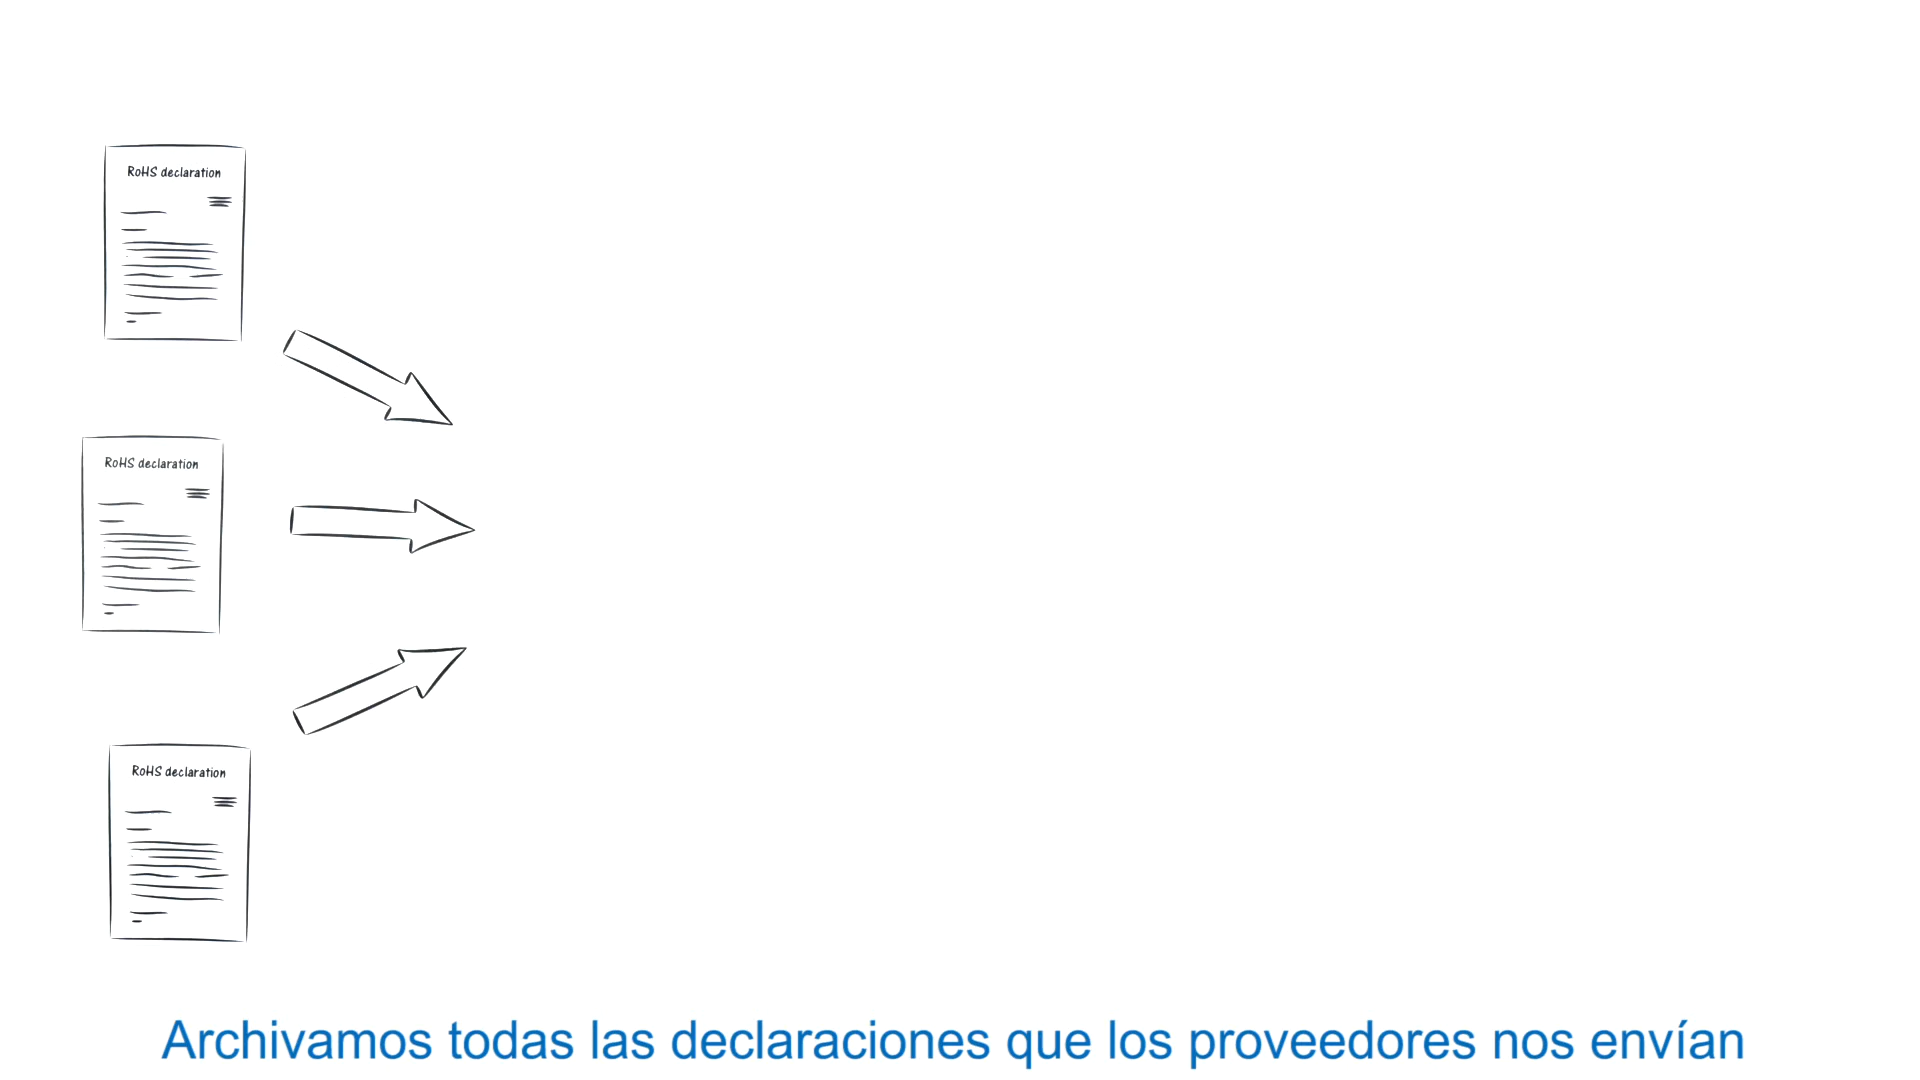 RoHS declaration
RoHS declaration
RoHS declaration
Archivamos todas las declaraciones que los proveedores nos envían